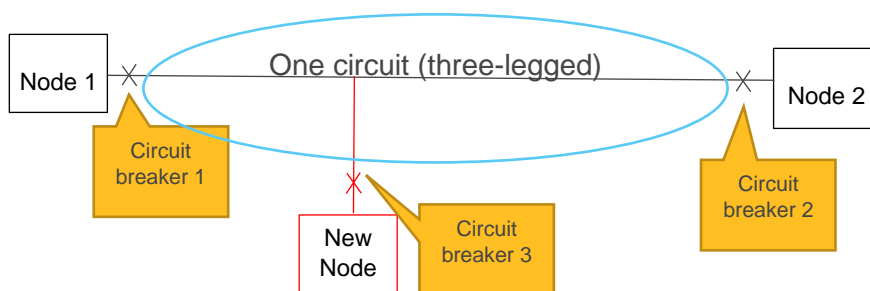 One circuit (three-legged)
Node 1
Node 2
Circuit
breaker 1
Circuit
breaker 2
New
Node
Circuit
breaker 3